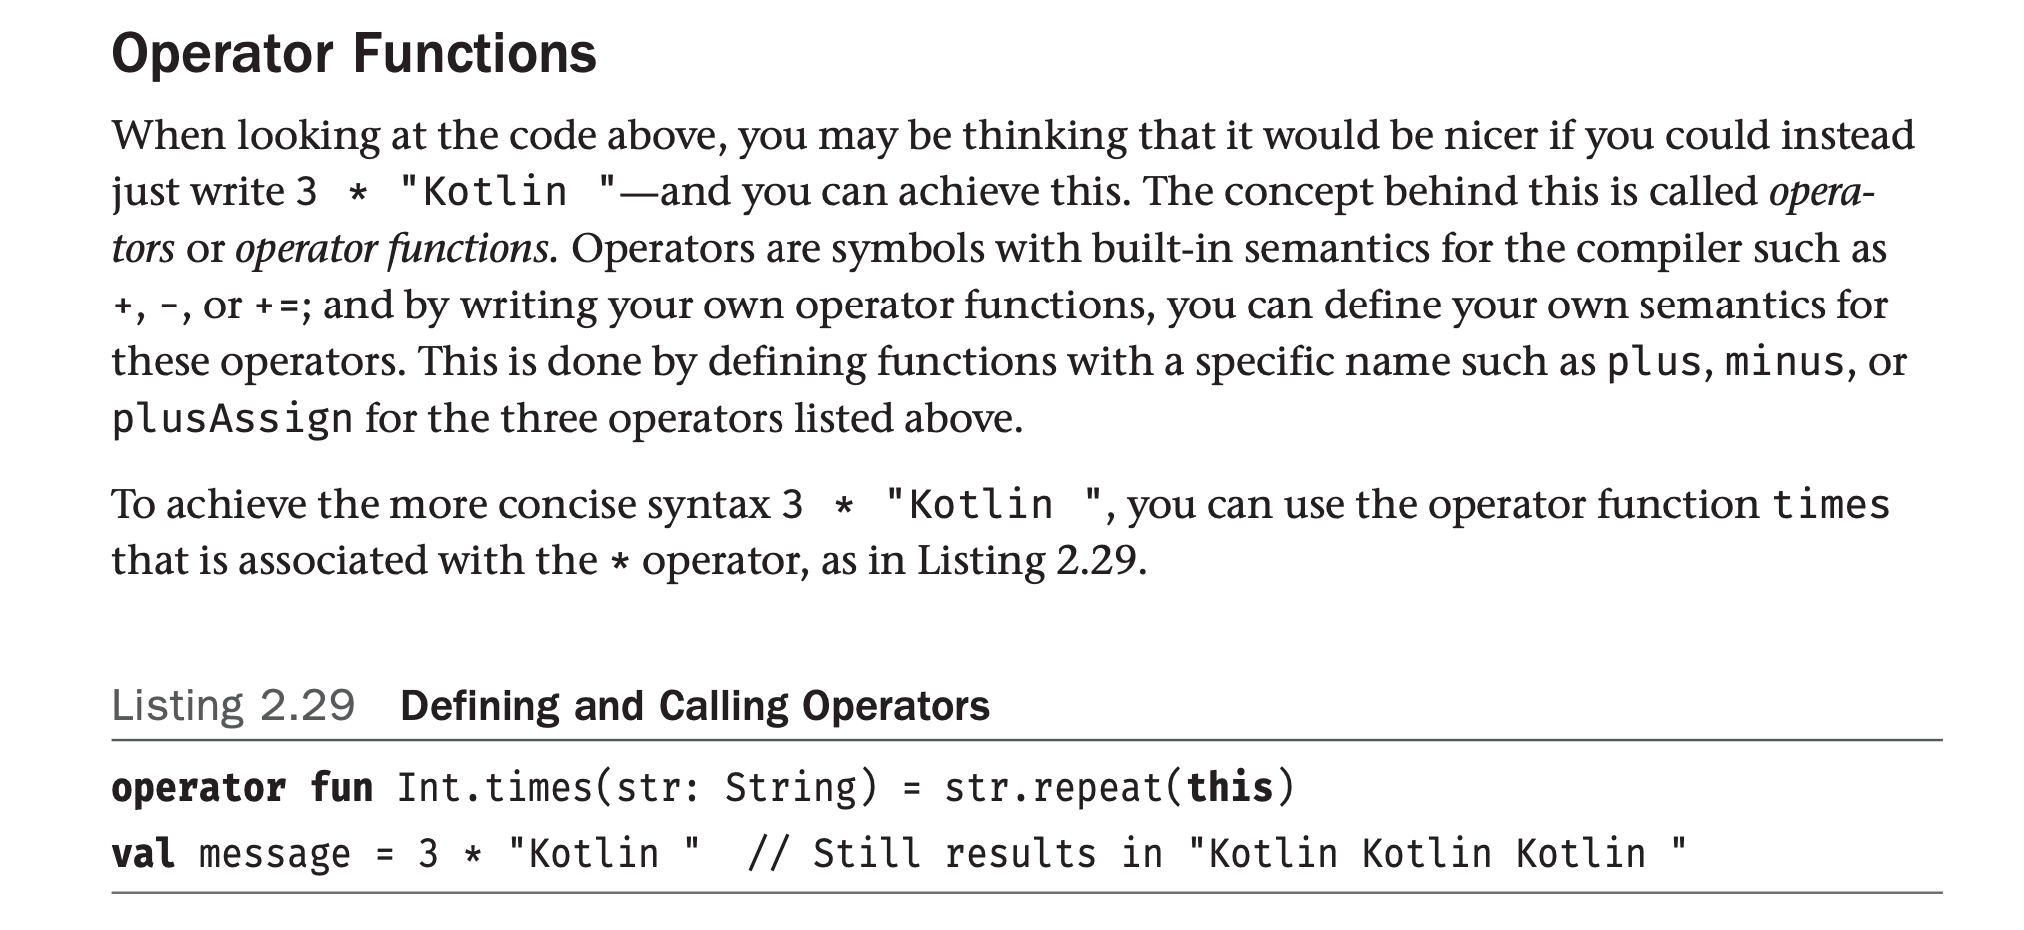 Operator Functions
When looking at the code above, you may be thinking that it would be nicer if you could instead
just write 3 * "Kotlin "—and you can achieve this. The concept behind this is called opera-
tors or operator functions. Operators are symbols with built-in semantics for the compiler such as
+, -, or +=; and by writing your own operator functions, you can define your own semantics for
these operators. This is done by defining functions with a specific name such as plus, minus, or
plusAssign for the three operators listed above.
To achieve the more concise syntax 3 * "Kotlin ", you can use the operator function times
that is associated with the * operator, as in Listing 2.29.
Listing 2.29 Defining and Calling Operators
operator fun Int.times(str: String) = str.repeat(this)
val message = 3 * "Kotlin " // Still results in "Kotlin Kotlin Kotlin "